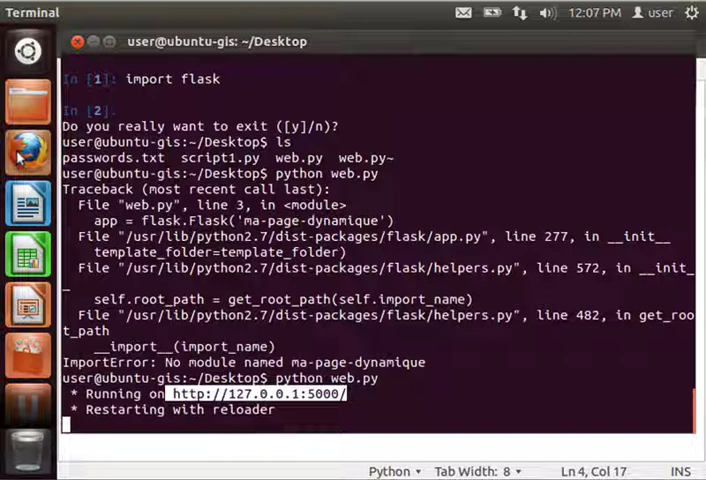 Terminal
12:07 PM
user
user@ubuntu-gis: ~/Desktop
In [1]: import flask
In [2]:
Do you really want to exit ([y]/n)?
user@ubuntu-gis:~/Desktop$ ls
passwords.txt  script1.py  web.py  web.py~
user@ubuntu-gis:~/Desktop$ python web.py
Traceback (most recent call last):
  File "web.py", line 3, in <module>
    app = flask.Flask('ma-page-dynamique')
  File "/usr/lib/python2.7/dist-packages/flask/app.py", line 277, in __init__
    template_folder=template_folder)
  File "/usr/lib/python2.7/dist-packages/flask/helpers.py", line 572, in __init_
_
    self.root_path = get_root_path(self.import_name)
  File "/usr/lib/python2.7/dist-packages/flask/helpers.py", line 482, in get_roo
t_path
    __import__(import_name)
ImportError: No module named ma-page-dynamique
user@ubuntu-gis:~/Desktop$ python web.py
 * Running on http://127.0.0.1:5000/
 * Restarting with reloader
Python  Tab Width: 8  Ln 4, Col 17  INS